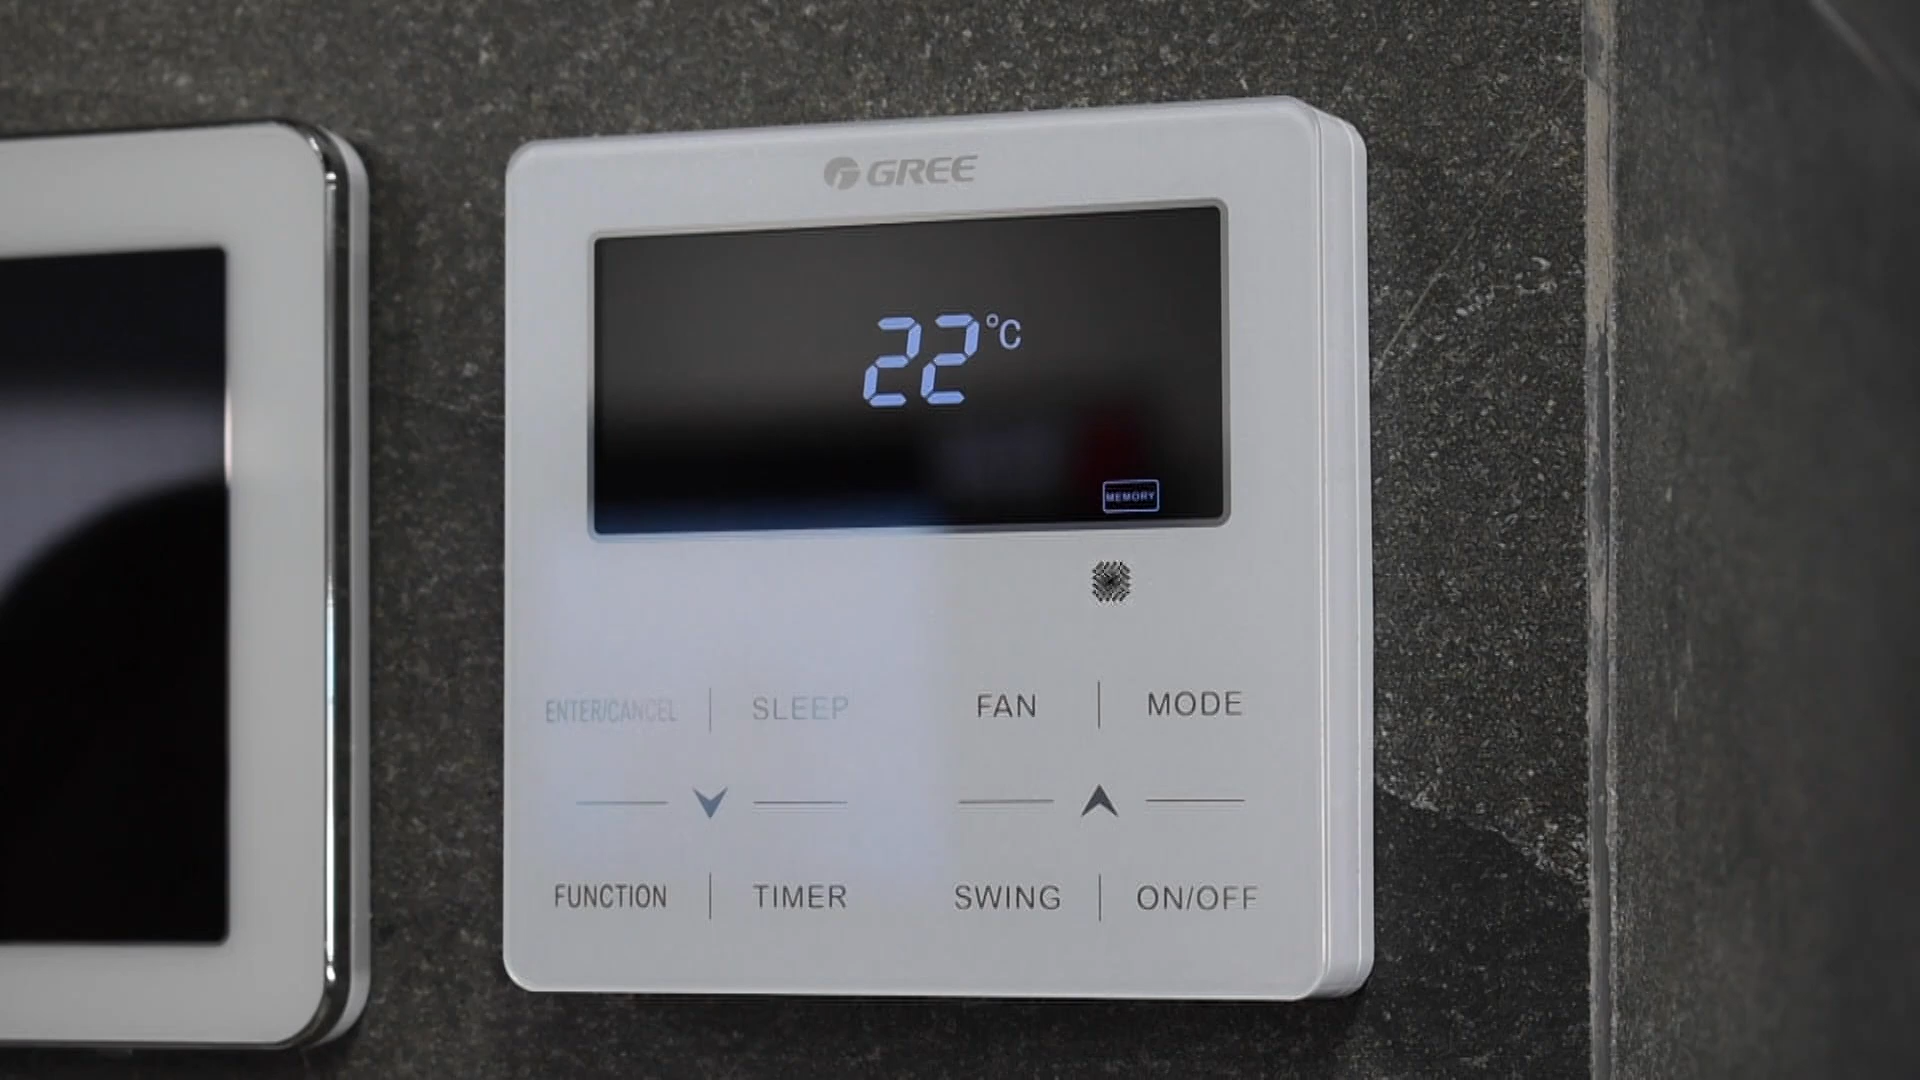 GREE
22°C
MEMORY
ENTER/CANCEL | SLEEP FAN | MODE
FUNCTION | TIMER SWING | ON/OFF